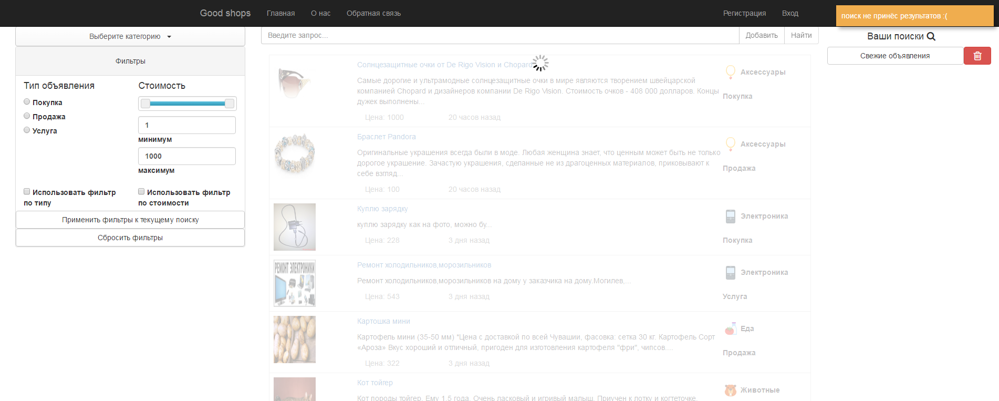 Good shops Главная О нас Обратная связь Регистрация Вход
поиск не принёс результатов :(
Выберите категорию
Фильтры
Тип объявления
Покупка
Продажа
Услуга
Стоимость
1
минимум
1000
максимум
Использовать фильтр
по типу
Использовать фильтр
по стоимости
Применить фильтры к текущему поиску
Сбросить фильтры
Введите запрос... Добавить Найти
Солнцезащитные очки от De Rigo Vision и Chopard
Самые дорогие и ультрамодные солнцезащитные очки в мире являются творением швейцарской
компанией Chopard и дизайнеров компании De Rigo Vision. Стоимость очков - 408 000 долларов. Концы
дужек выполнены...
Цена: 1000 20 часов назад
Аксессуары
Покупка
Браслет Pandora
Оригинальные украшения всегда были в моде. Любая женщина знает, что ценным может быть не только
дорогое украшение. Зачастую украшения, сделанные не из драгоценных материалов, приковывают к
себе взгляд...
Цена: 100 20 часов назад
Аксессуары
Продажа
Куплю зарядку
куплю зарядку как на фото, можно бу...
Цена: 228 3 дня назад
Электроника
Покупка
РЕМОНТ ЭЛЕКТРОНИКИ
Ремонт холодильников,морозильников
Ремонт холодильников,морозильников на дому у заказчика на дому.Могилев,...
Цена: 543 3 дня назад
Электроника
Услуга
Картошка мини
Картофель мини (35-50 мм) "Цена с доставкой по всей Чувашии, фасовка: сетка 30 кг. Картофель Сорт
«Ароза» Вкус хороший и отличный, пригоден для изготовления картофеля "фри", чипсов....
Цена: 322 3 дня назад
Еда
Продажа
Кот тойгер
Кот породы тойгер. Ему 1,5 года. Очень ласковый и игривый малыш. Приучен к лотку и когтеточке.
Животные
Ваши поиски
Свежие объявления